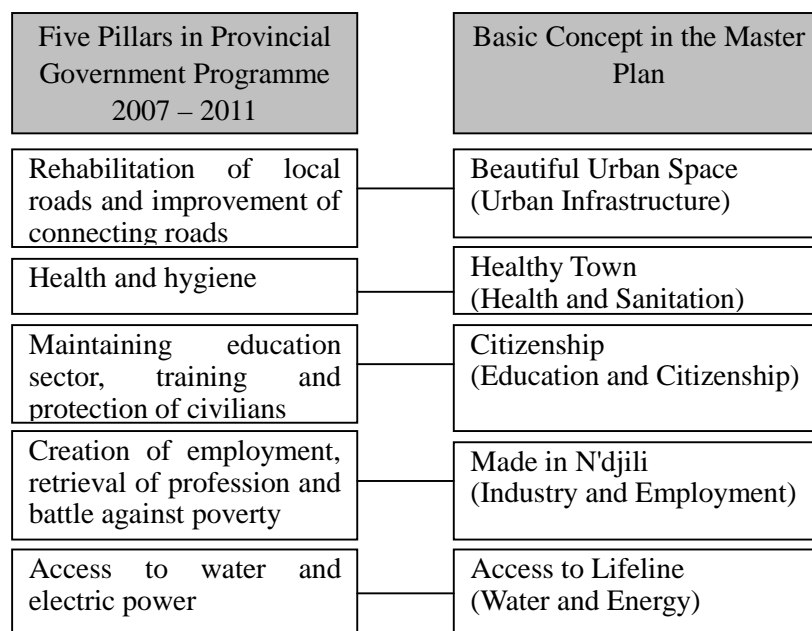 Five Pillars in Provincial
Government Programme
2007 – 2011
Basic Concept in the Master
Plan
Rehabilitation of local
roads and improvement of
connecting roads
Beautiful Urban Space
(Urban Infrastructure)
Health and hygiene
Healthy Town
(Health and Sanitation)
Maintaining education
sector, training and
protection of civilians
Citizenship
(Education and Citizenship)
Creation of employment,
retrieval of profession and
battle against poverty
Made in N'djili
(Industry and Employment)
Access to water and
electric power
Access to Lifeline
(Water and Energy)